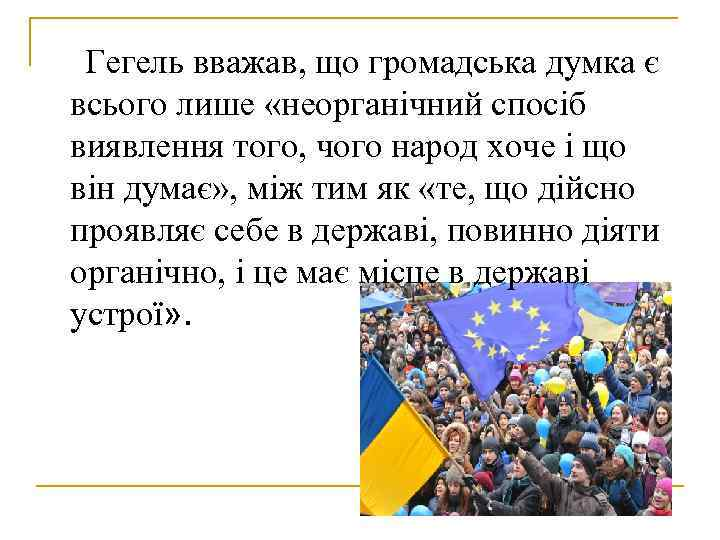 Гегель вважав, що громадська думка є
всього лише «неорганічний спосіб
виявлення того, чого народ хоче і що
він думає» , між тим як «те, що дійсно
проявляє себе в державі, повинно діяти
органічно, і це має місце в державі
устрої» .